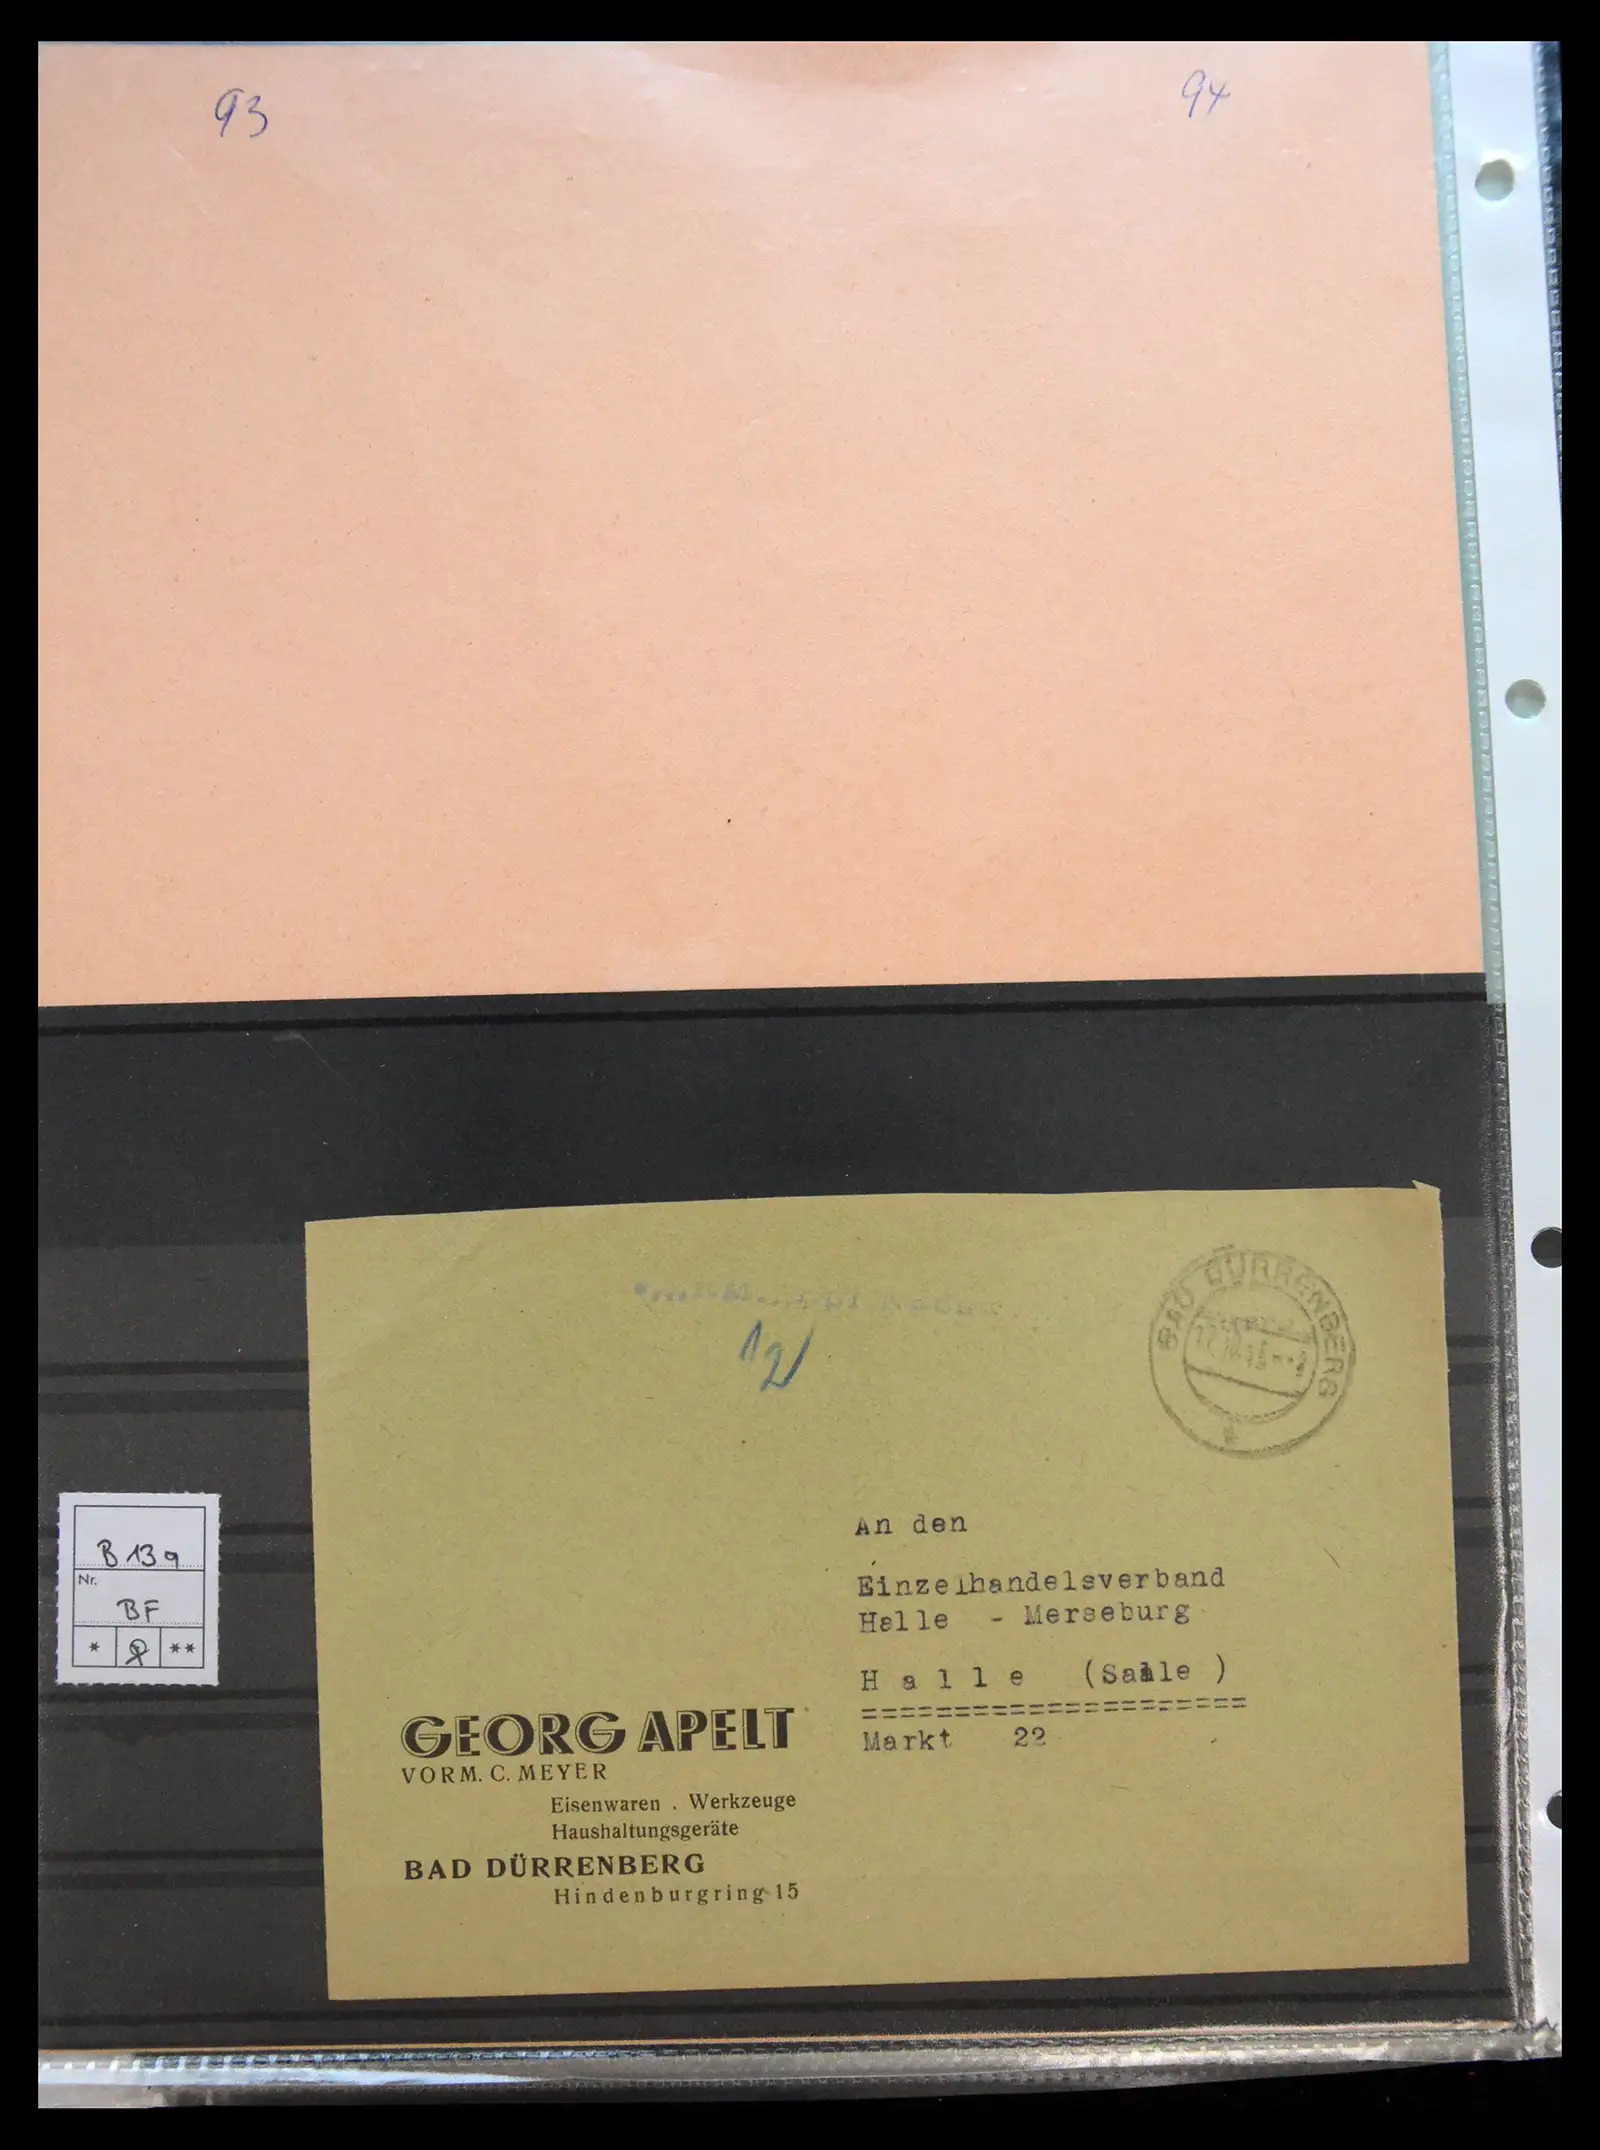 93
94
12
BAD DÜRRENBERG
An den
Einzelhandelsverband
Halle - Merseburg
H a l l e (Saale )
=====================
Markt 22
GEORG APELT
VORM. C. MEYER
Eisenwaren . Werkzeuge
Haushaltungsgeräte
BAD DÜRRENBERG
Hindenburgring 15
B 13 a
Nr.
BF
* **